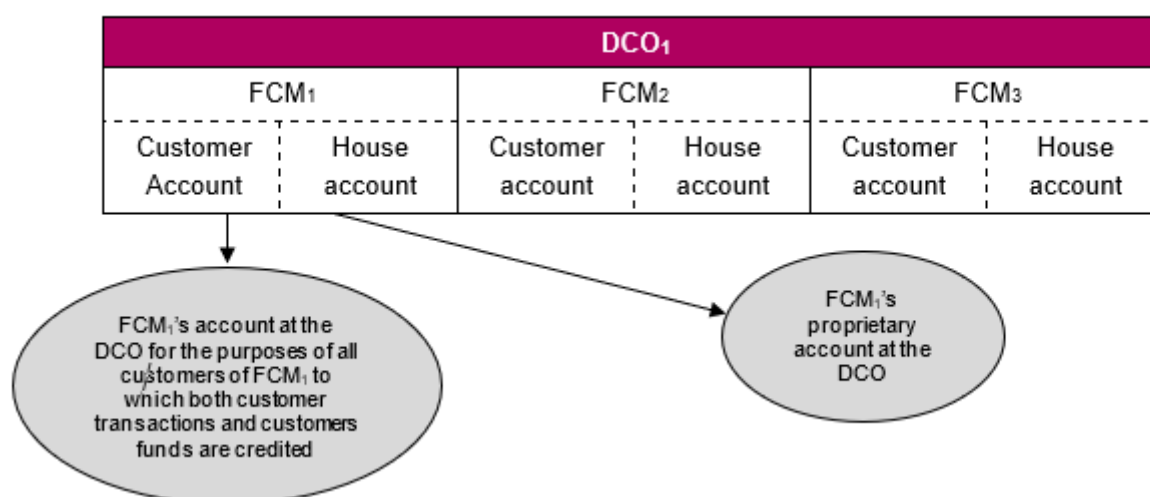 DCO₁
FCM₁ FCM₂ FCM₃
Customer House Customer House Customer House
Account account account account account account
FCM₁'s account at the
DCO for the purposes of all
customers of FCM₁ to
which both customer
transactions and customers
funds are credited
FCM₁'s
proprietary
account at the
DCO